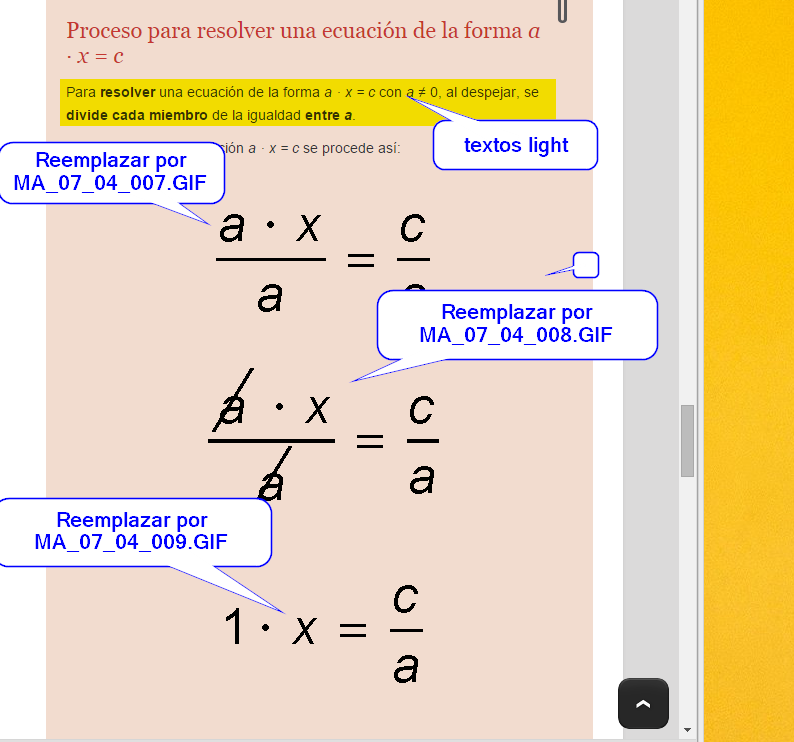 Proceso para resolver una ecuación de la forma a
· x = c
Para resolver una ecuación de la forma a · x = c con a ≠ 0, al despejar, se
divide cada miembro de la igualdad entre a.
textos light
a · x = c se procede así:
Reemplazar por
MA_07_04_007.GIF
a · x
a
=
c
Reemplazar por
MA_07_04_008.GIF
a · x
a
=
c
a
Reemplazar por
MA_07_04_009.GIF
1 · x =
c
a